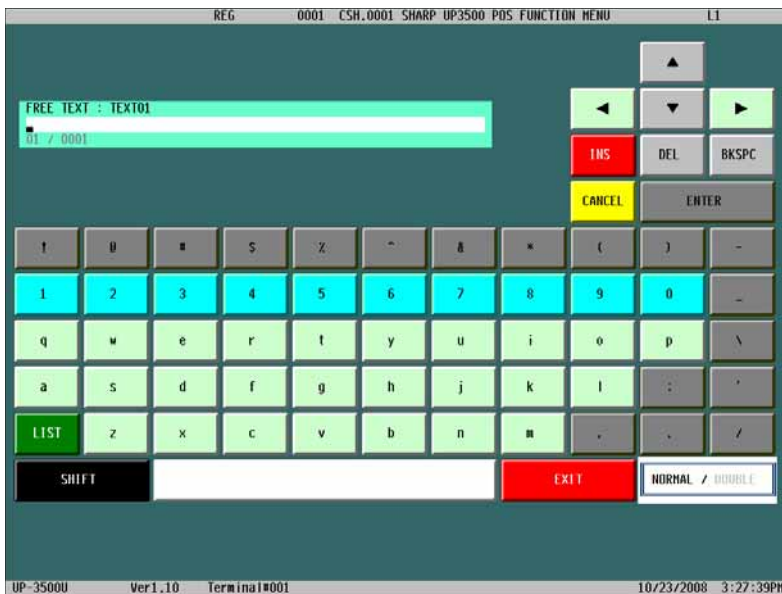 REG 0001 CSH.0001 SHARP UP3500 POS FUNCTION MENU L1
▲
FREE TEXT : TEXT01
◀ ▼ ▶
01 / 0001
INS DEL BKSPC
CANCEL ENTER
! @ # $ % ^ & * ( ) -
1 2 3 4 5 6 7 8 9 0 _
q w e r t y u i o p \
a s d f g h j k l : '
LIST z x c v b n m . /
SHIFT EXIT NORMAL / DOUBLE
UP-3500U Ver1.10 Terminal#001 10/23/2008 3:27:39PM